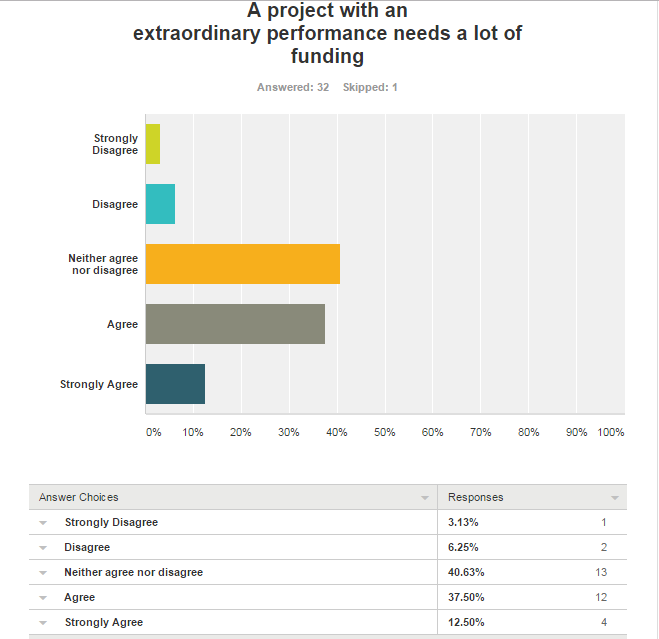 A project with an
extraordinary performance needs a lot of
funding
Answered: 32 Skipped: 1
Strongly
Disagree
Disagree
Neither agree
nor disagree
Agree
Strongly Agree
0% 10% 20% 30% 40% 50% 60% 70% 80% 90% 100%
Answer Choices Responses
Strongly Disagree 3.13% 1
Disagree 6.25% 2
Neither agree nor disagree 40.63% 13
Agree 37.50% 12
Strongly Agree 12.50% 4